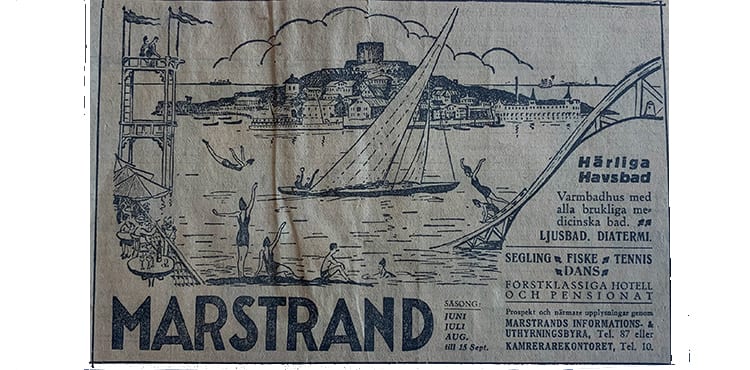 Härliga
Havsbad
Varmbadhus med
alla brukliga me-
dicinska bad.
LJUSBAD. DIATERMI.
SEGLING FISKE TENNIS
DANS
FÖRSTKLASSIGA HOTELL
OCH PENSIONAT
MARSTRAND
SÄSONG:
JUNI
JULI
AUG.
till 15 Sept.
Prospekt och närmare upplysningar genom
MARSTRANDS INFORMATIONS- &
UTHYRNINGSBYRA, Tel. 87 eller
KAMRERAREKONTORET, Tel. 10.